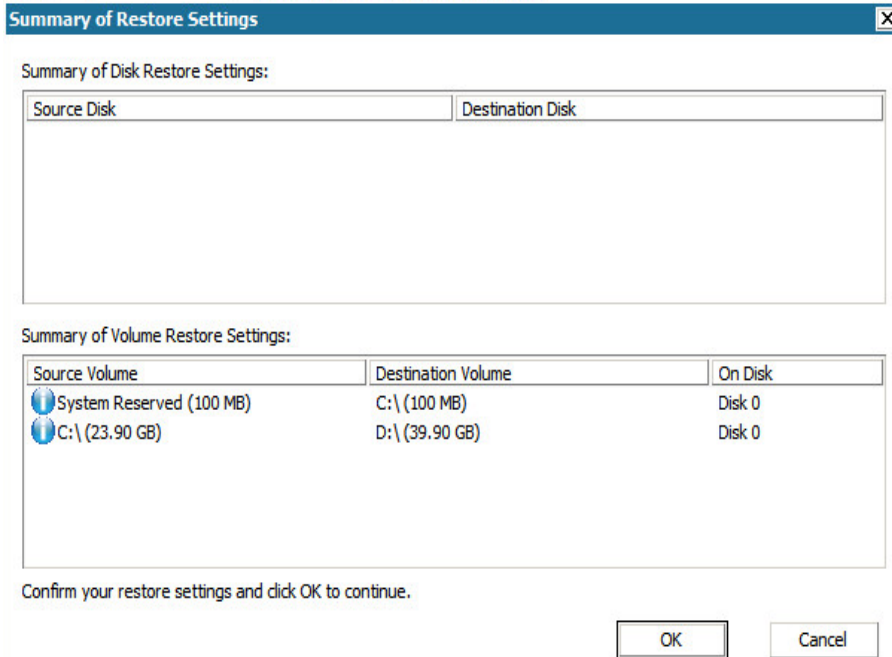 Summary of Restore Settings
Summary of Disk Restore Settings:
Source Disk Destination Disk
Summary of Volume Restore Settings:
Source Volume Destination Volume On Disk
System Reserved (100 MB) C:\ (100 MB) Disk 0
C:\ (23.90 GB) D:\ (39.90 GB) Disk 0
Confirm your restore settings and click OK to continue.
OK Cancel